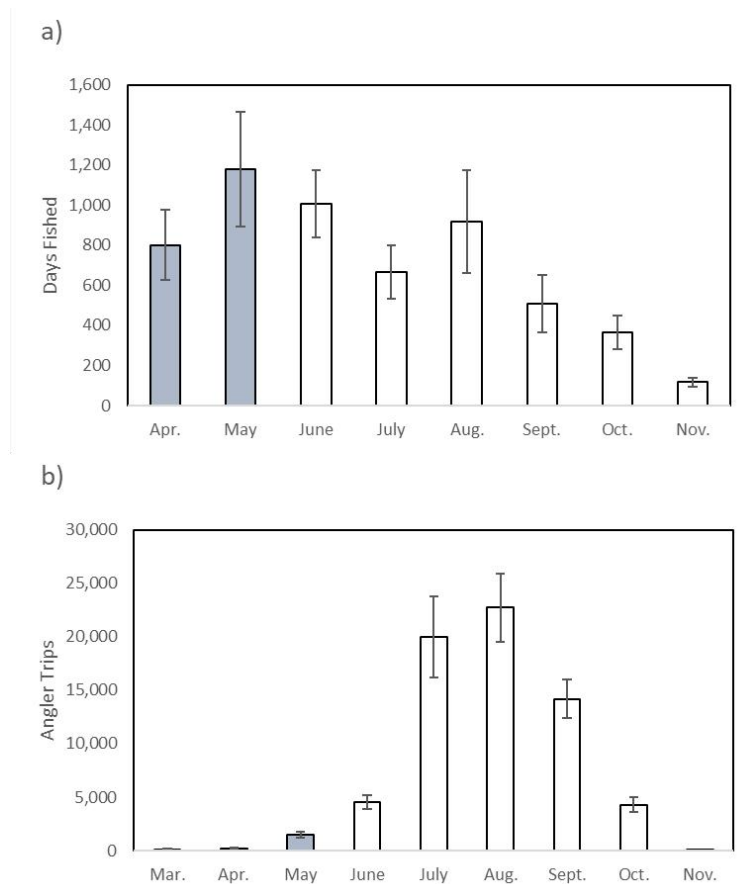 a)
1,600
1,400
1,200
1,000
800
600
400
200
0
Days Fished
Apr. May June July Aug. Sept. Oct. Nov.
b)
30,000
25,000
20,000
15,000
10,000
5,000
0
Angler Trips
Mar. Apr. May June July Aug. Sept. Oct. Nov.